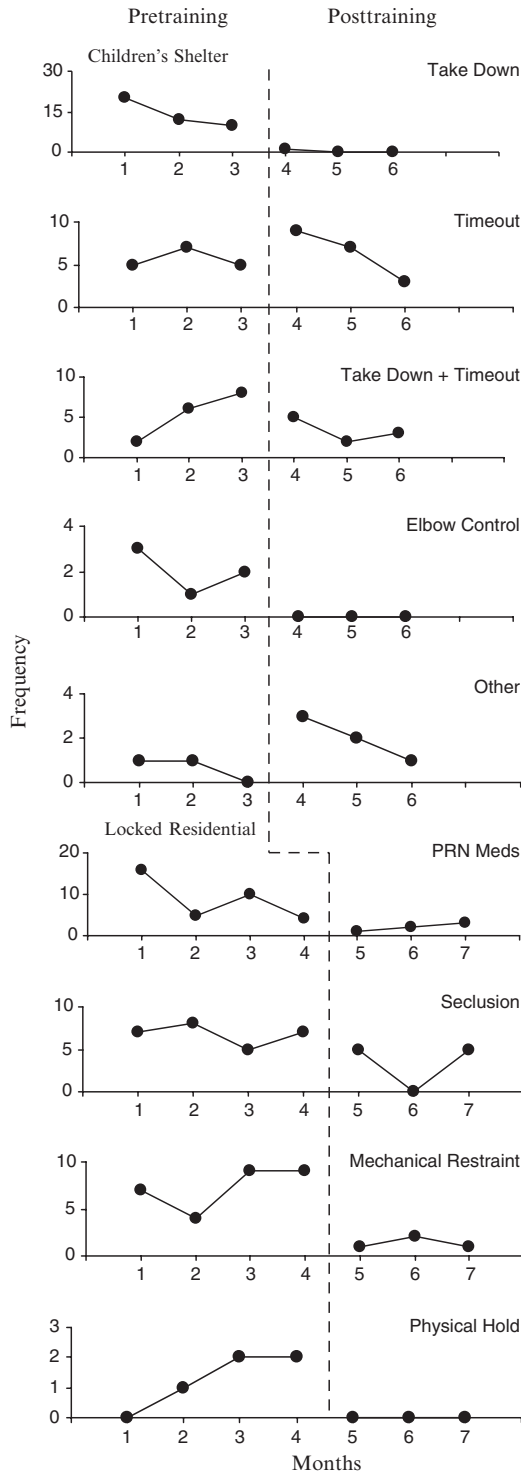 Pretraining Posttraining
Children's Shelter
Take Down
30
15
0
1 2 3 4 5 6
Timeout
10
5
0
1 2 3 4 5 6
Take Down + Timeout
10
5
0
1 2 3 4 5 6
Elbow Control
4
2
0
1 2 3 4 5 6
Frequency
Other
4
2
0
1 2 3 4 5 6
Locked Residential
PRN Meds
20
10
0
1 2 3 4 5 6 7
Seclusion
10
5
0
1 2 3 4 5 6 7
Mechanical Restraint
10
5
0
1 2 3 4 5 6 7
Physical Hold
3
2
1
0
1 2 3 4 5 6 7
Months